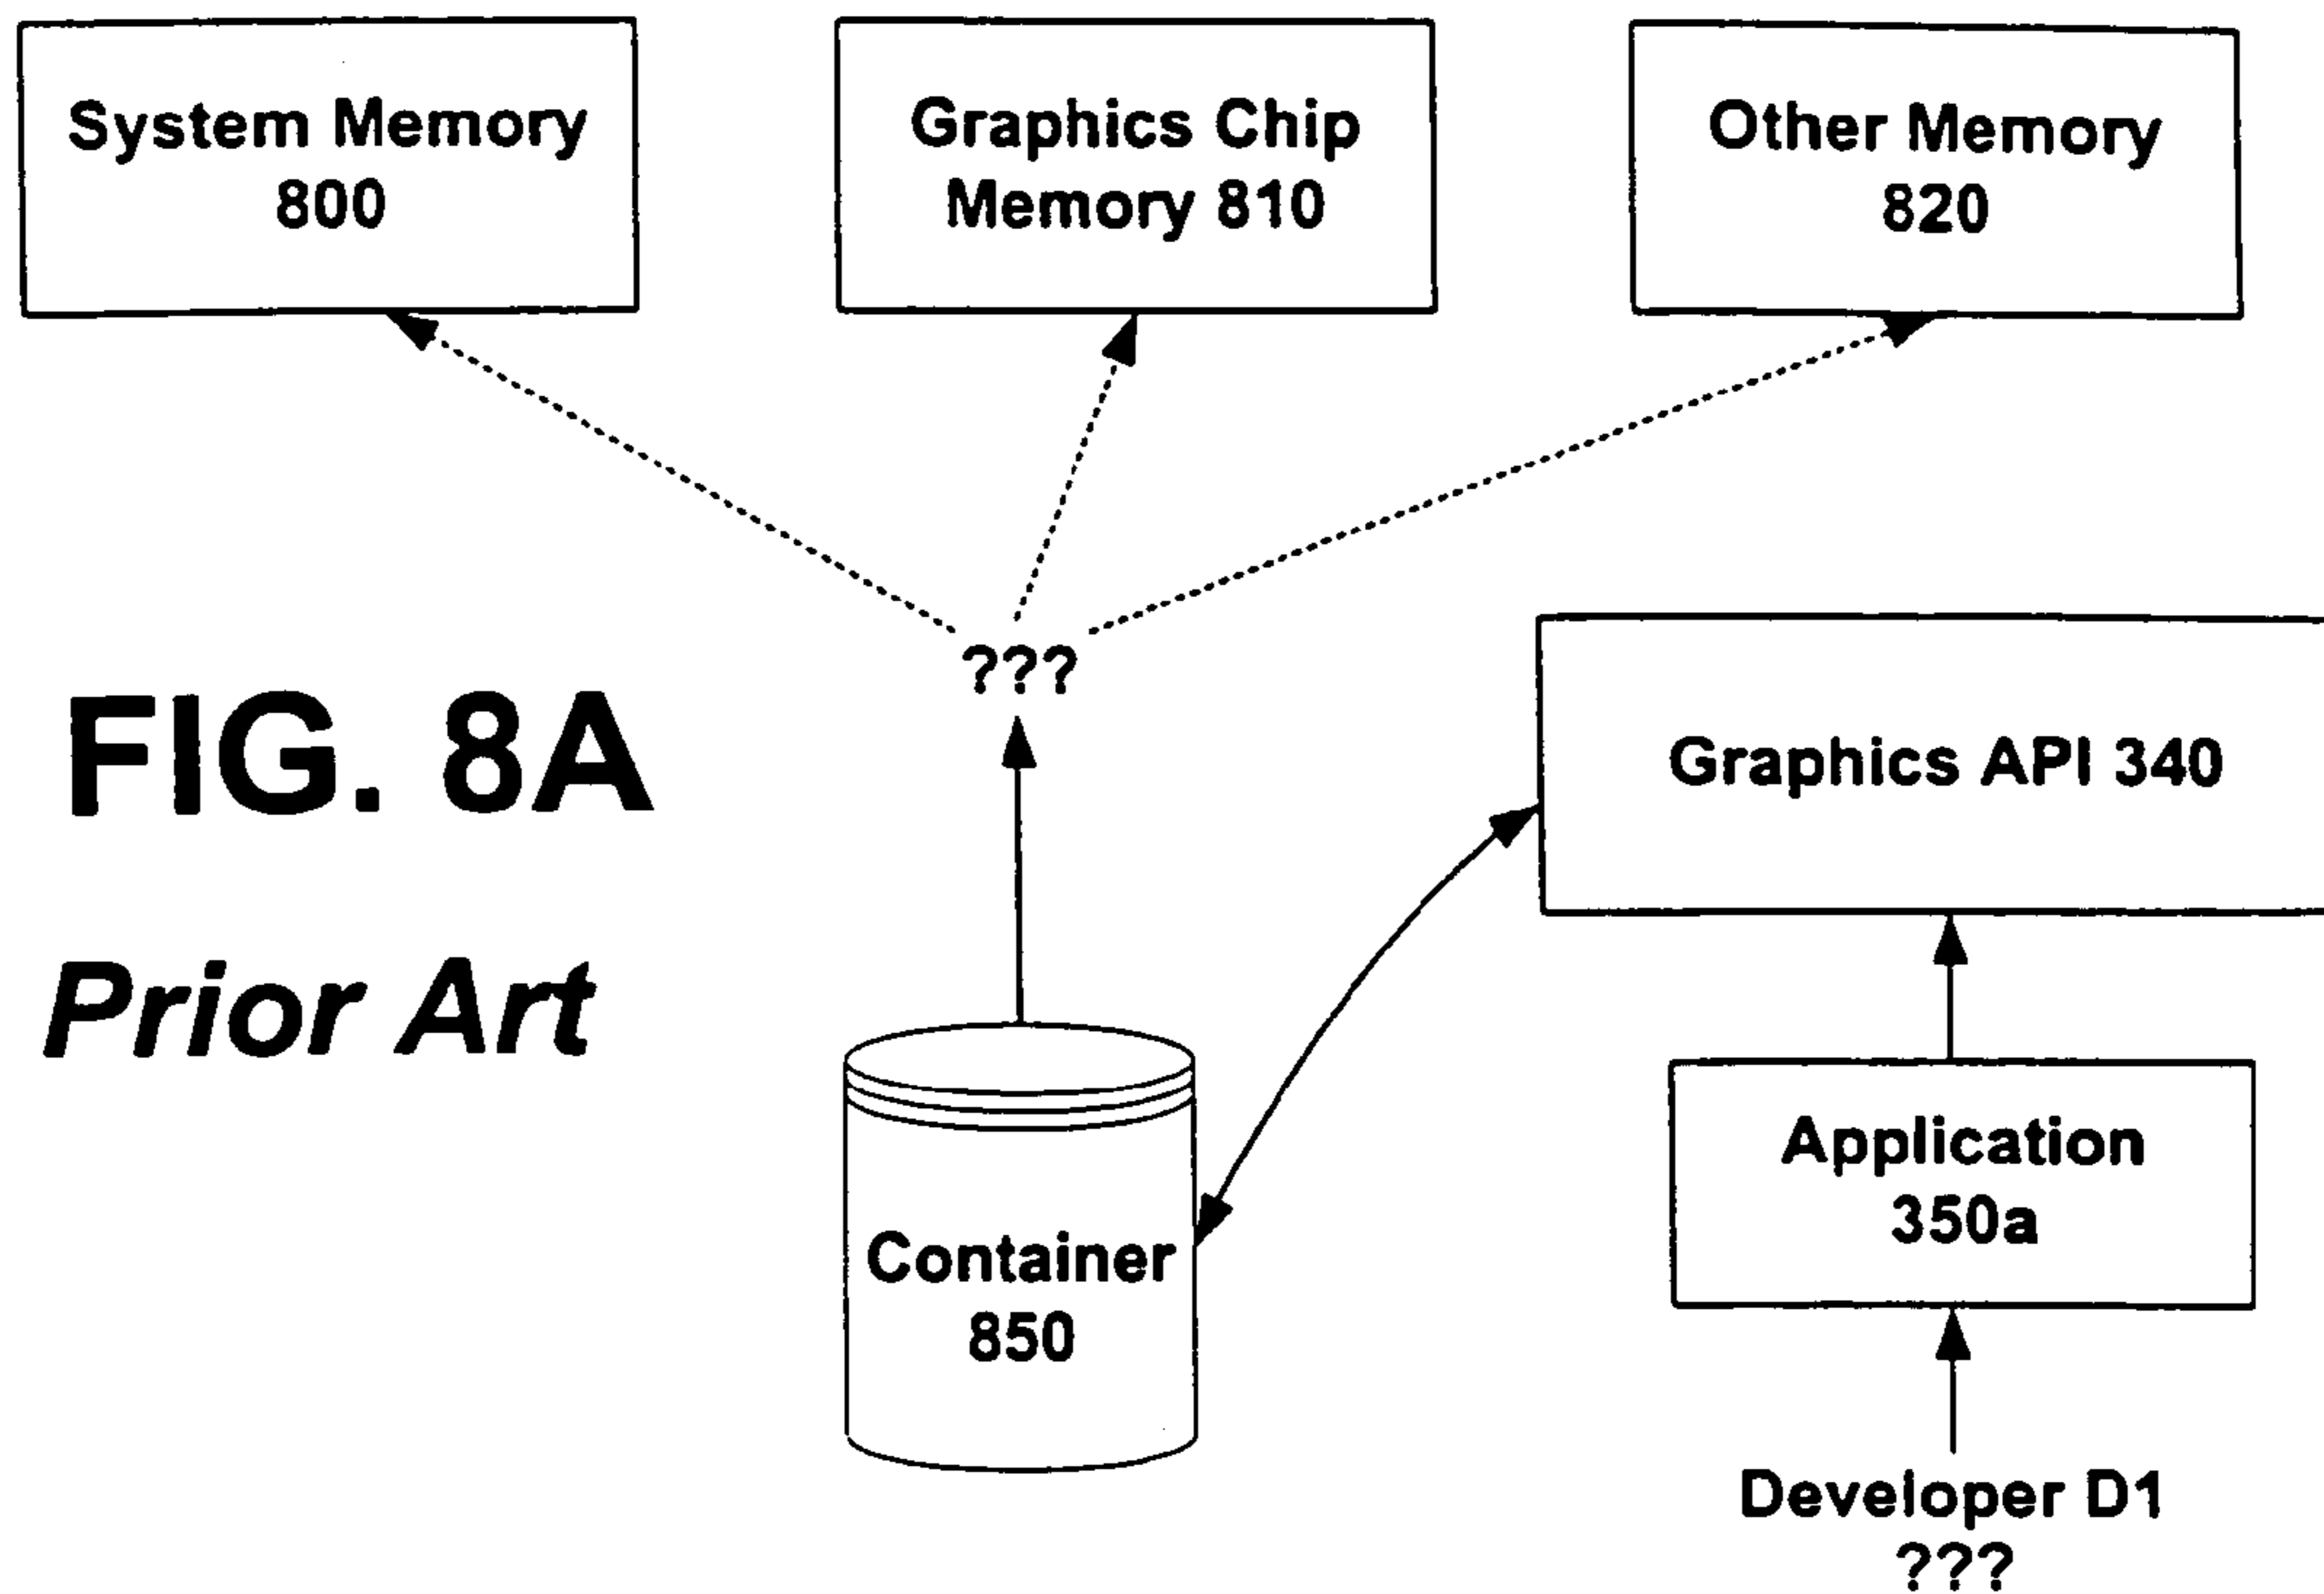 System Memory
800
Graphics Chip
Memory 810
Other Memory
820
???
FIG. 8A
Prior Art
Graphics API 340
Application
350a
Container
850
Developer D1
???